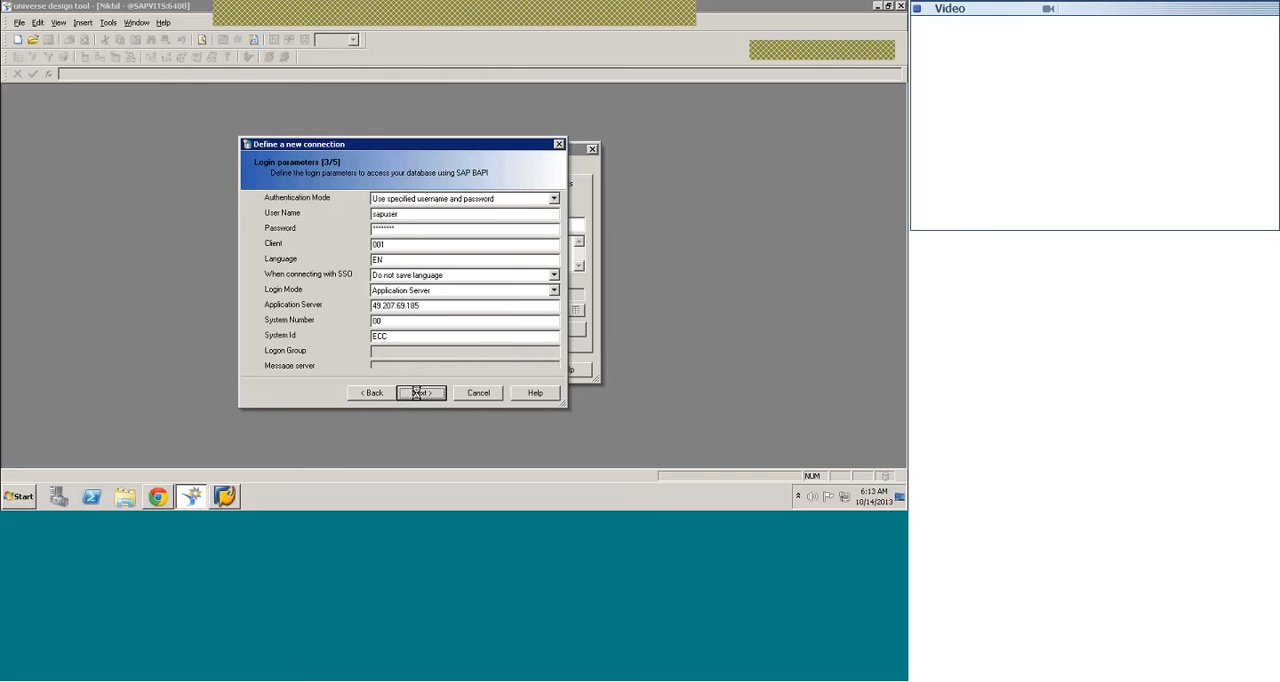 universe design tool - [Nikhil - @SAPVITS:6400]
Video
File Edit View Insert Tools Window Help
Define a new connection
Login parameters [3/5]
Define the login parameters to access your database using SAP BAPI
Authentication Mode Use specified username and password
User Name sapuser
Password ********
Client 001
Language EN
When connecting with SSO Do not save language
Login Mode Application Server
Application Server 49.207.69.185
System Number 00
System Id ECC
Logon Group
Message server
< Back Next > Cancel Help
NUM
Start
6:13 AM
10/14/2013